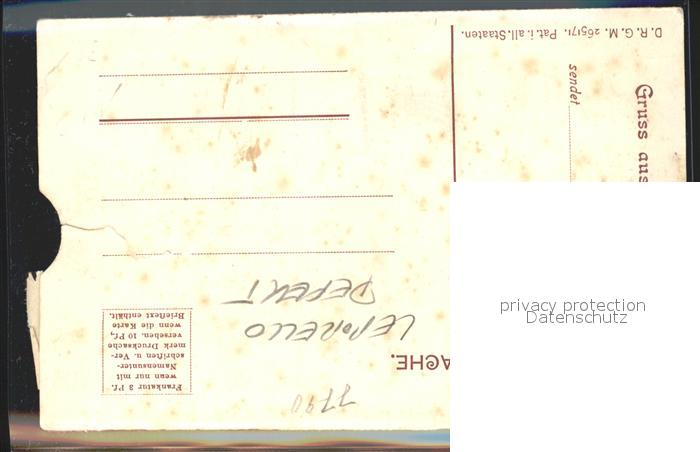 D. R. G. M. 265171. Pat. i. all. Staaten.
sendet
Gruss aus
ACHE.
Frankatur 3 Pf.
wenn nur mit
Namensunter-
schriften u. Ver-
merk Drucksache
versehen. 10 Pf.,
wenn die Karte
Brieftext enthält.
LEPORELLO
DEFEKT
7790
privacy protection
Datenschutz